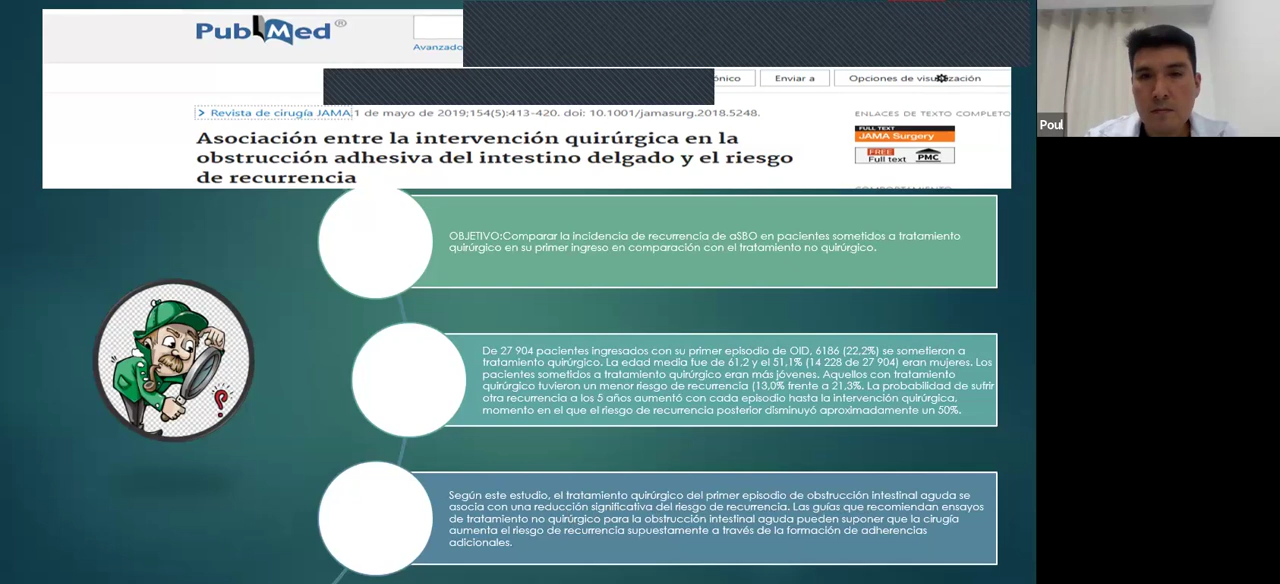 PubMed®
Avanzado
ónico
Enviar a
Opciones de visualización
Revista de cirugía JAMA. 1 de mayo de 2019;154(5):413-420. doi: 10.1001/jamasurg.2018.5248.
Asociación entre la intervención quirúrgica en la
obstrucción adhesiva del intestino delgado y el riesgo
de recurrencia
ENLACES DE TEXTO COMPLETO
FULL TEXT
JAMA Surgery
FREE
Full text
PMC
Poul
OBJETIVO:Comparar la incidencia de recurrencia de aSBO en pacientes sometidos a tratamiento
quirúrgico en su primer ingreso en comparación con el tratamiento no quirúrgico.
De 27 904 pacientes ingresados con su primer episodio de OID, 6186 (22,2%) se sometieron a
tratamiento quirúrgico. La edad media fue de 61,2 y el 51,1% (14 228 de 27 904) eran mujeres. Los
pacientes sometidos a tratamiento quirúrgico eran más jóvenes. Aquellos con tratamiento
quirúrgico tuvieron un menor riesgo de recurrencia (13,0% frente a 21,3%. La probabilidad de sufrir
otra recurrencia a los 5 años aumentó con cada episodio hasta la intervención quirúrgica,
momento en el que el riesgo de recurrencia posterior disminuyó aproximadamente un 50%.
Según este estudio, el tratamiento quirúrgico del primer episodio de obstrucción intestinal aguda se
asocia con una reducción significativa del riesgo de recurrencia. Las guías que recomiendan ensayos
de tratamiento no quirúrgico para la obstrucción intestinal aguda pueden suponer que la cirugía
aumenta el riesgo de recurrencia supuestamente a través de la formación de adherencias
adicionales.